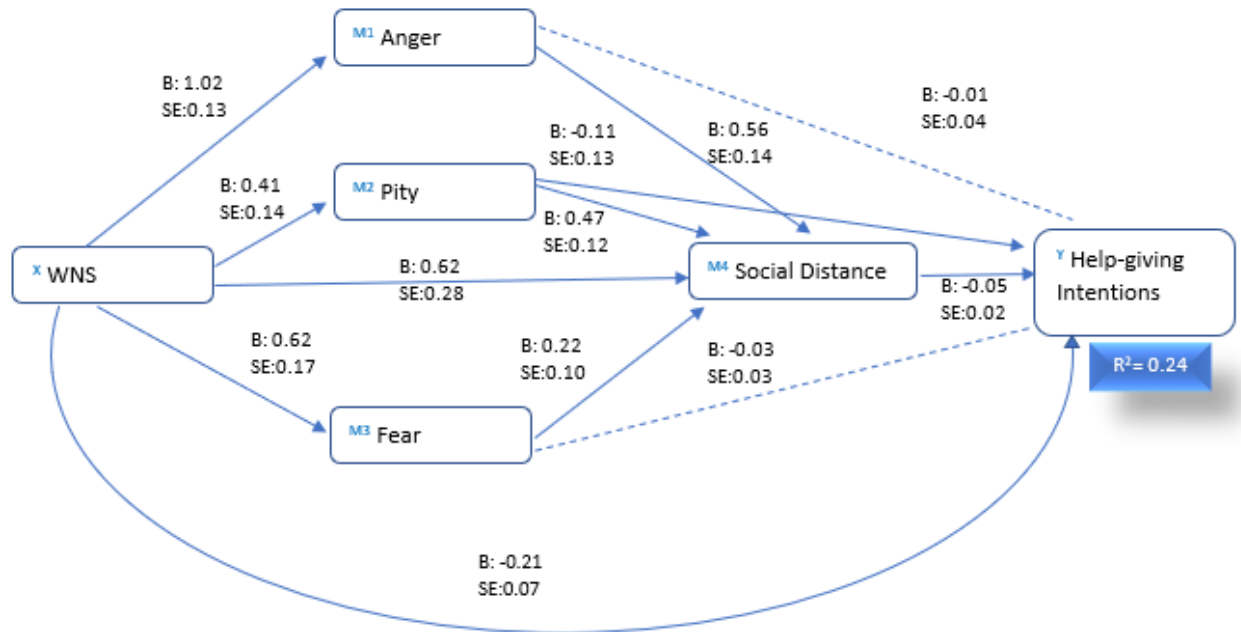 M1 Anger
B: 1.02
SE:0.13
B: -0.01
SE:0.04
B: -0.11
SE:0.13
B: 0.56
SE:0.14
M2 Pity
B: 0.41
SE:0.14
B: 0.47
SE:0.12
X WNS
B: 0.62
SE:0.28
M4 Social Distance
Y Help-giving
Intentions
B: -0.05
SE:0.02
B: 0.62
SE:0.17
B: 0.22
SE:0.10
B: -0.03
SE:0.03
R²= 0.24
M3 Fear
B: -0.21
SE:0.07